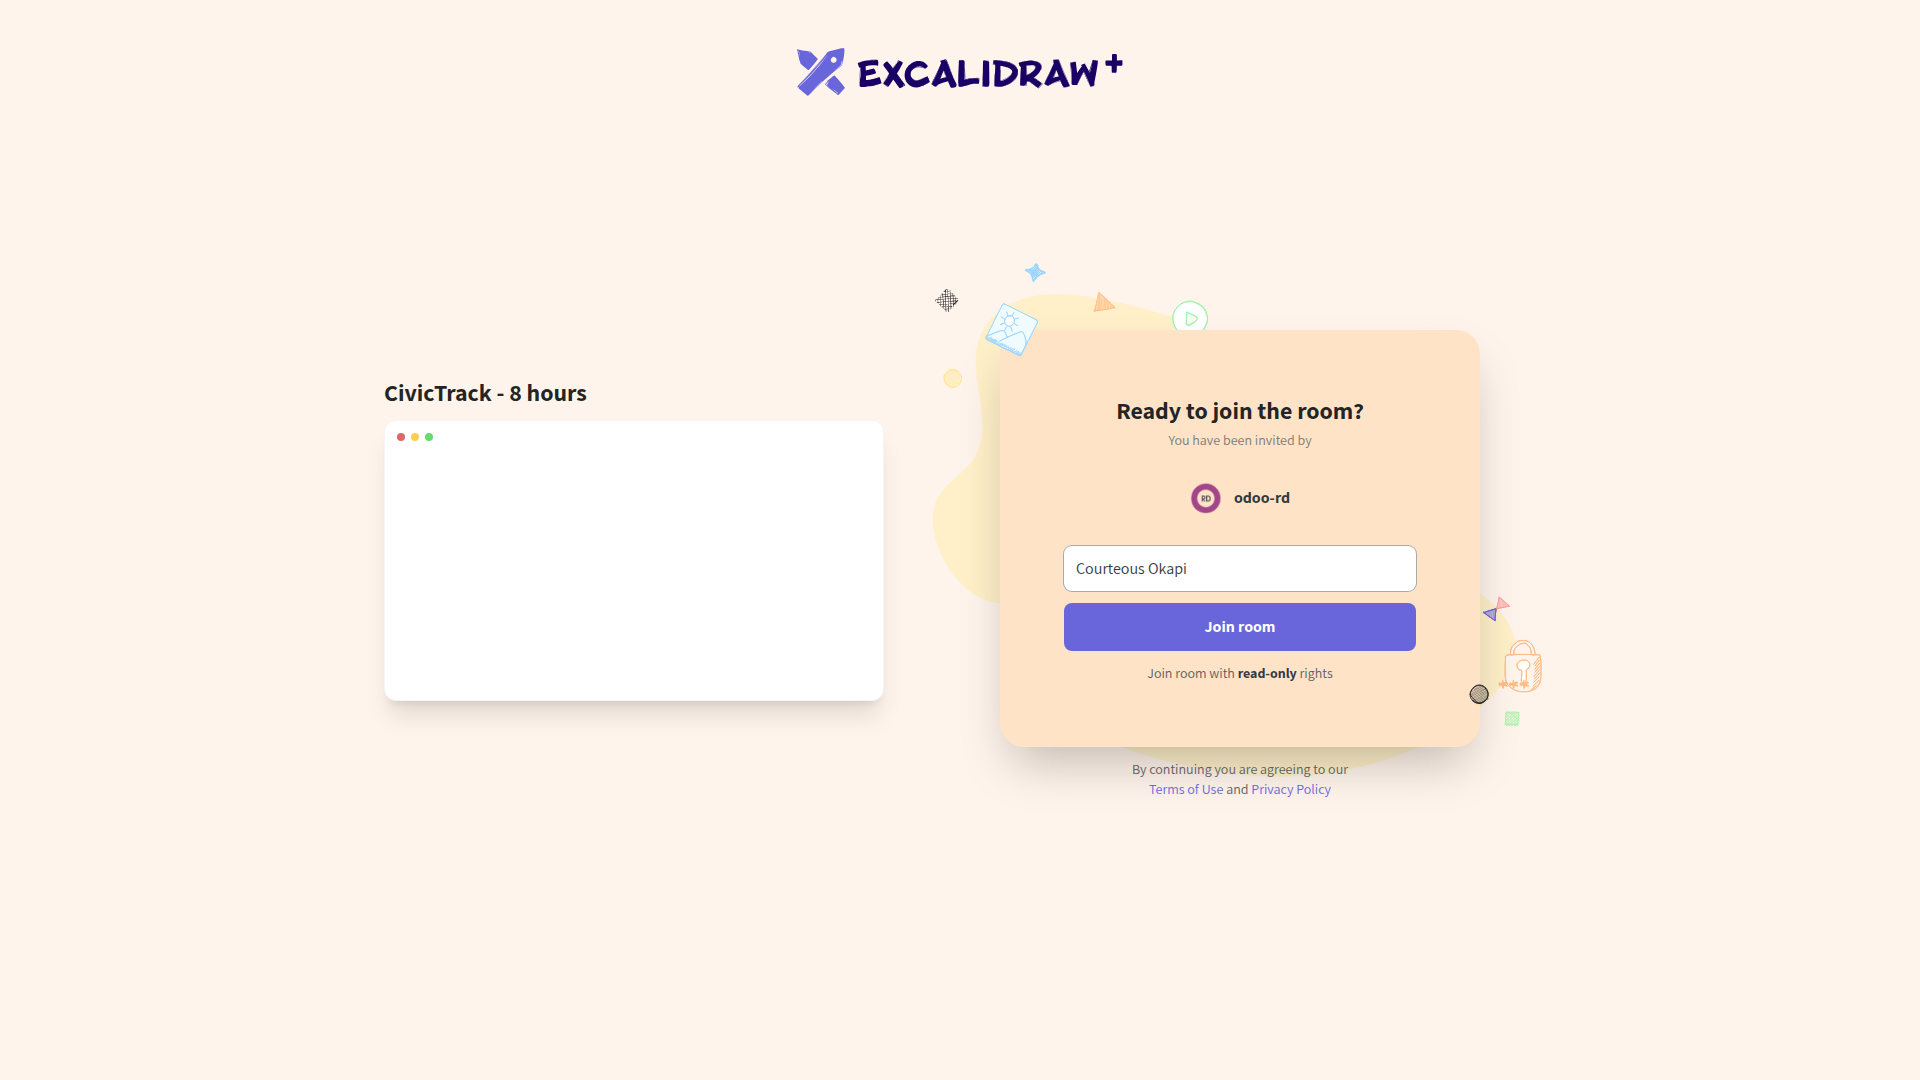 EXCALIDRAW+
CivicTrack - 8 hours
Ready to join the room?
You have been invited by
RD
odoo-rd
Courteous Okapi
Join room
Join room with read-only rights
By continuing you are agreeing to our
Terms of Use and Privacy Policy